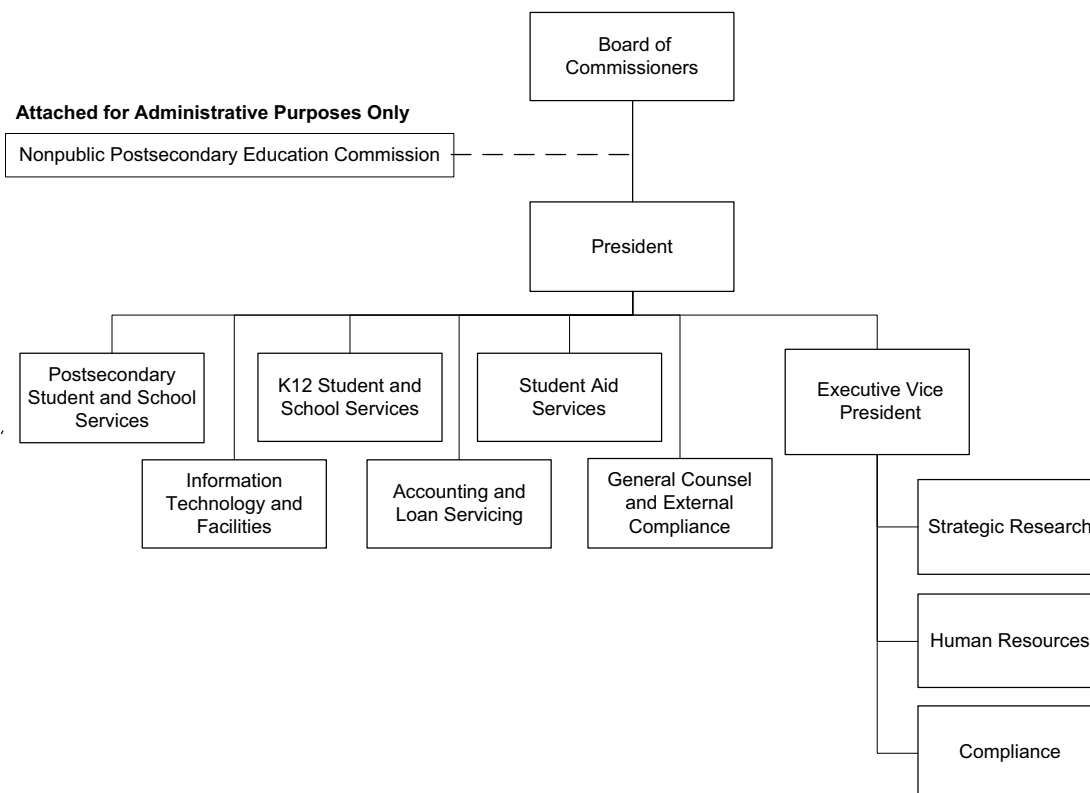 Board of
Commissioners
Attached for Administrative Purposes Only
Nonpublic Postsecondary Education Commission
President
Postsecondary
Student and School
Services
K12 Student and
School Services
Student Aid
Services
Executive Vice
President
Information
Technology and
Facilities
Accounting and
Loan Servicing
General Counsel
and External
Compliance
Strategic Research
Human Resources
Compliance